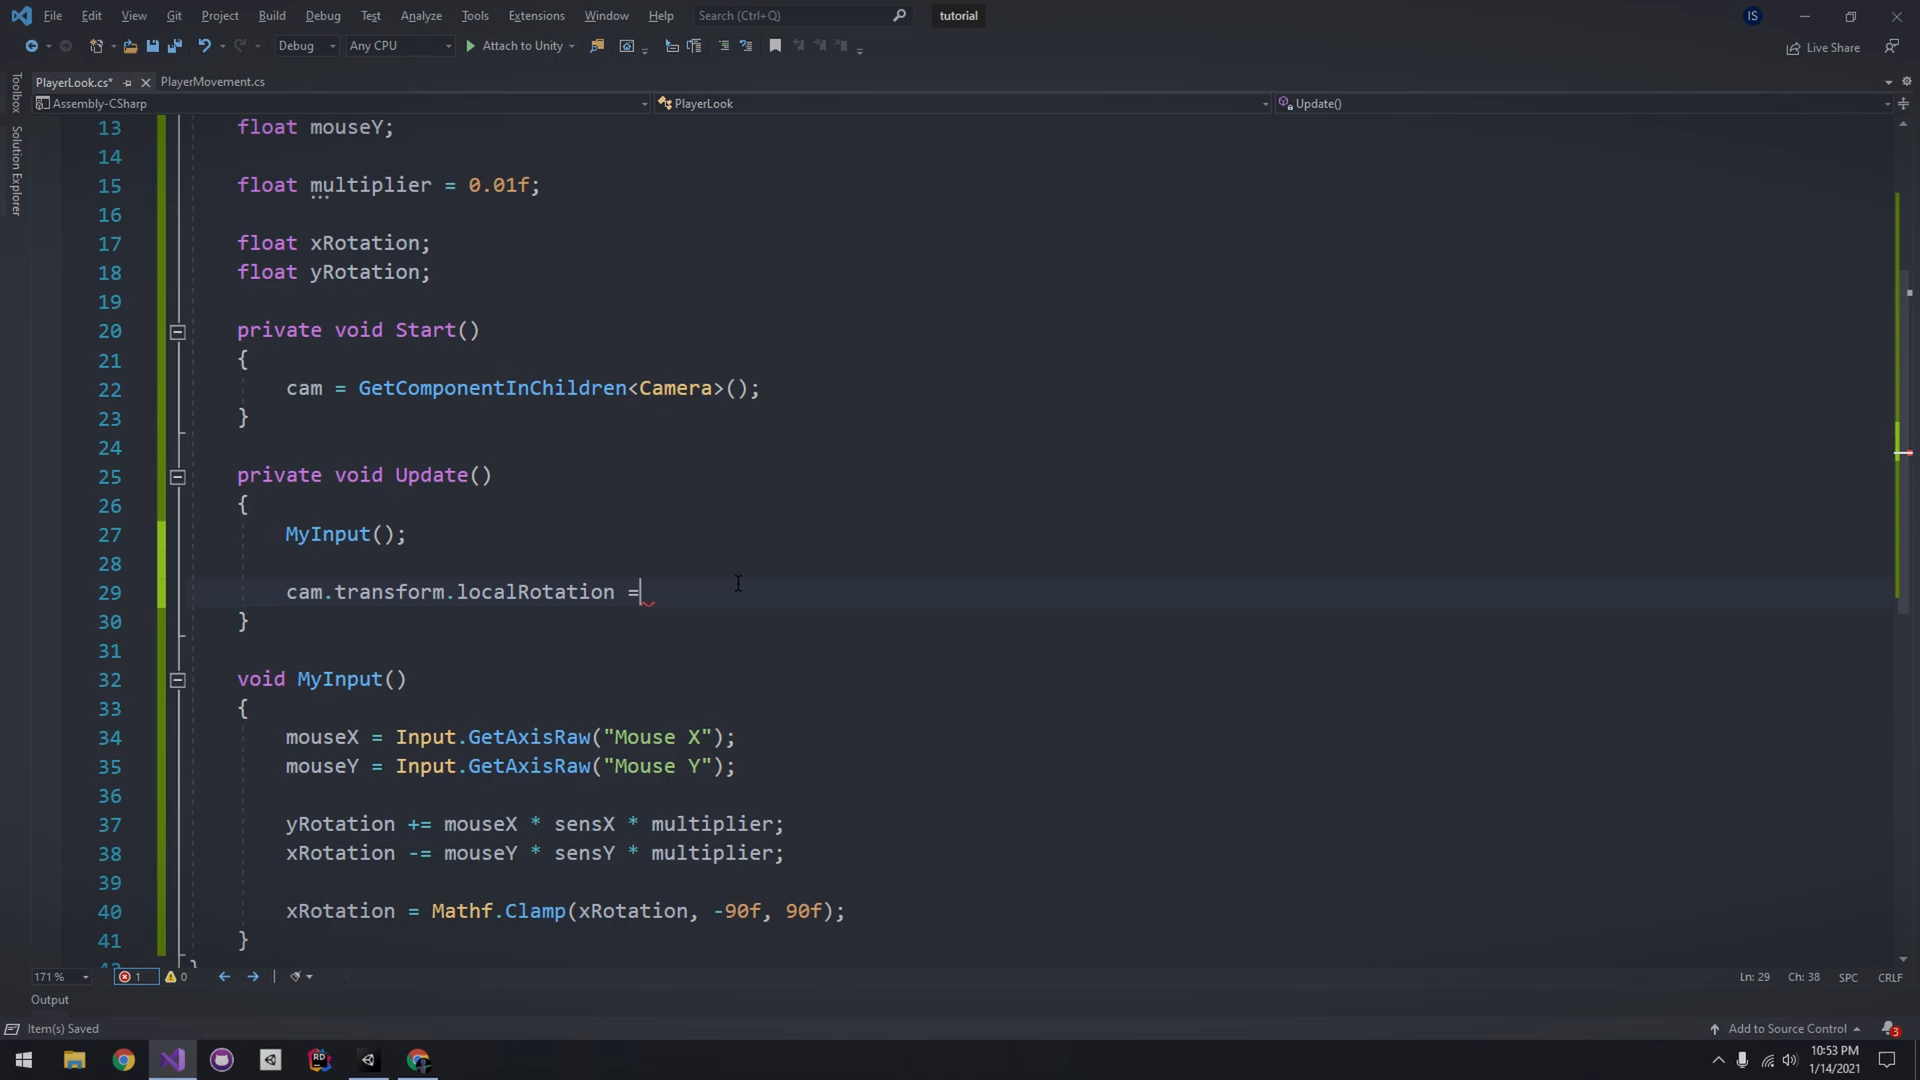 File Edit View Git Project Build Debug Test Analyze Tools Extensions Window Help Search (Ctrl+Q) tutorial IS
Debug Any CPU Attach to Unity Live Share
PlayerLook.cs* PlayerMovement.cs
Assembly-CSharp PlayerLook Update()
Toolbox
Solution Explorer
13 float mouseY;
14
15 float multiplier = 0.01f;
16
17 float xRotation;
18 float yRotation;
19
20 private void Start()
21 {
22 cam = GetComponentInChildren<Camera>();
23 }
24
25 private void Update()
26 {
27 MyInput();
28
29 cam.transform.localRotation =
30 }
31
32 void MyInput()
33 {
34 mouseX = Input.GetAxisRaw("Mouse X");
35 mouseY = Input.GetAxisRaw("Mouse Y");
36
37 yRotation += mouseX * sensX * multiplier;
38 xRotation -= mouseY * sensY * multiplier;
39
40 xRotation = Mathf.Clamp(xRotation, -90f, 90f);
41 }
171 % 1 0 Ln: 29 Ch: 38 SPC CRLF
Output
Item(s) Saved Add to Source Control 3
RD 10:53 PM
1/14/2021